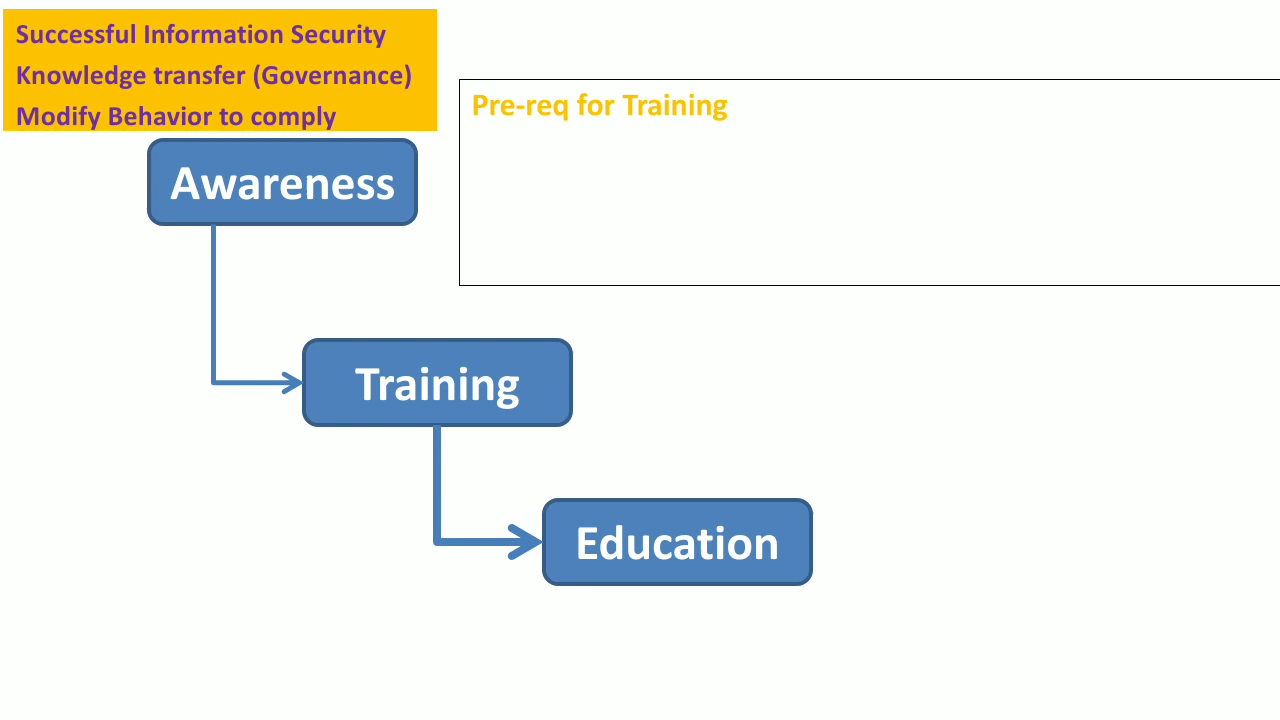 Successful Information Security
Knowledge transfer (Governance)
Modify Behavior to comply
Pre-req for Training
Awareness
Training
Education